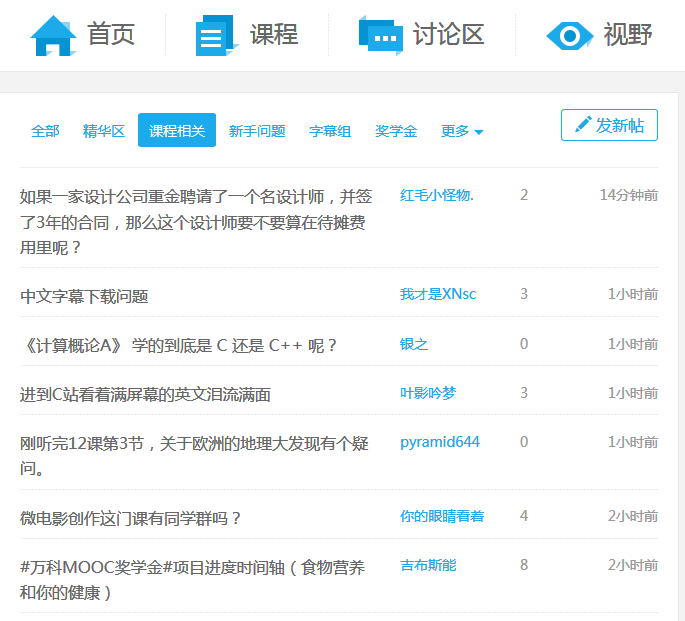 首页 课程 讨论区 视野
全部 精华区 课程相关 新手问题 字幕组 奖学金 更多 发新帖
如果一家设计公司重金聘请了一个名设计师，并签 红毛小怪物. 2 14分钟前
了3年的合同，那么这个设计师要不要算在待摊费
用里呢？
中文字幕下载问题 我才是XNsc 3 1小时前
《计算概论A》 学的到底是 C 还是 C++ 呢？ 银之 0 1小时前
进到C站看着满屏幕的英文泪流满面 叶影吟梦 3 1小时前
刚听完12课第3节，关于欧洲的地理大发现有个疑 pyramid644 0 1小时前
问。
微电影创作这门课有同学群吗？ 你的眼睛看着 4 2小时前
#万科MOOC奖学金#项目进度时间轴（食物营养 吉布斯能 8 2小时前
和你的健康）